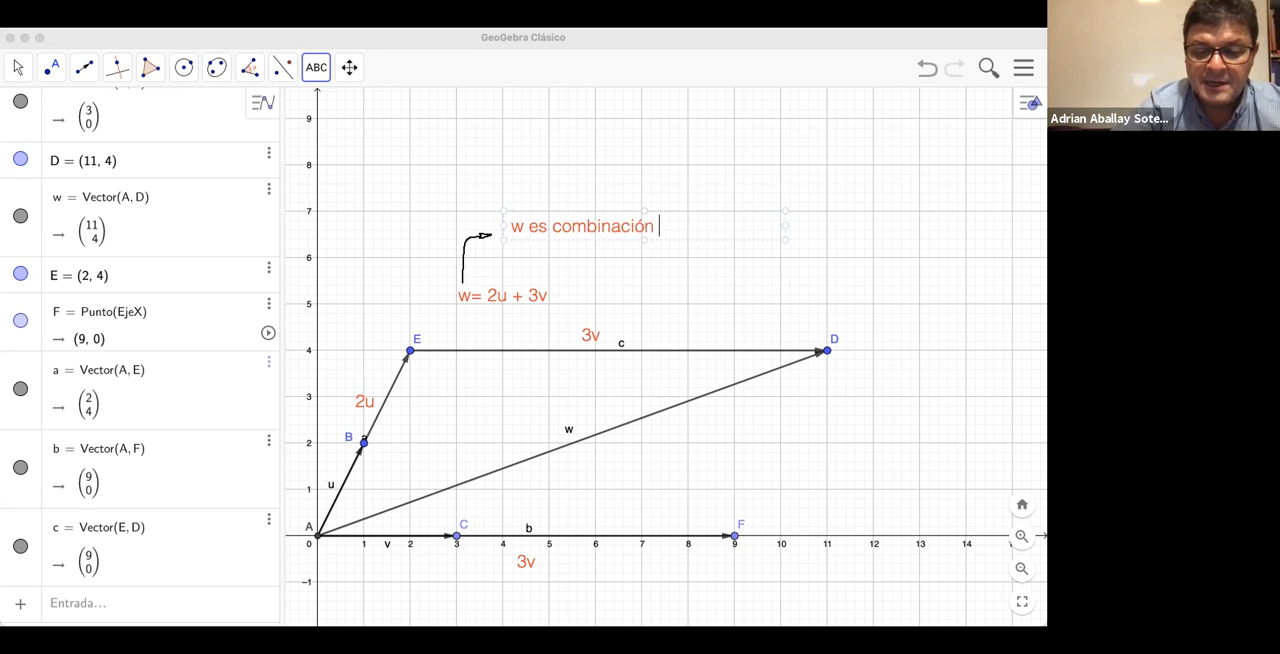 GeoGebra Clásico
ABC
Adrian Aballay Sote...
→ (3 0)
D = (11, 4)
w = Vector(A, D)
→ (11 4)
E = (2, 4)
F = Punto(EjeX)
→ (9, 0)
a = Vector(A, E)
→ (2 4)
b = Vector(A, F)
→ (9 0)
c = Vector(E, D)
→ (9 0)
+ Entrada...
9
8
7
w es combinación
6
w= 2u + 3v
5
3v
E c D
4
3
2u
w
B a
2
u
1
A C b F
0 1 v 2 3 4 5 6 7 8 9 10 11 12 13 14
3v
−1